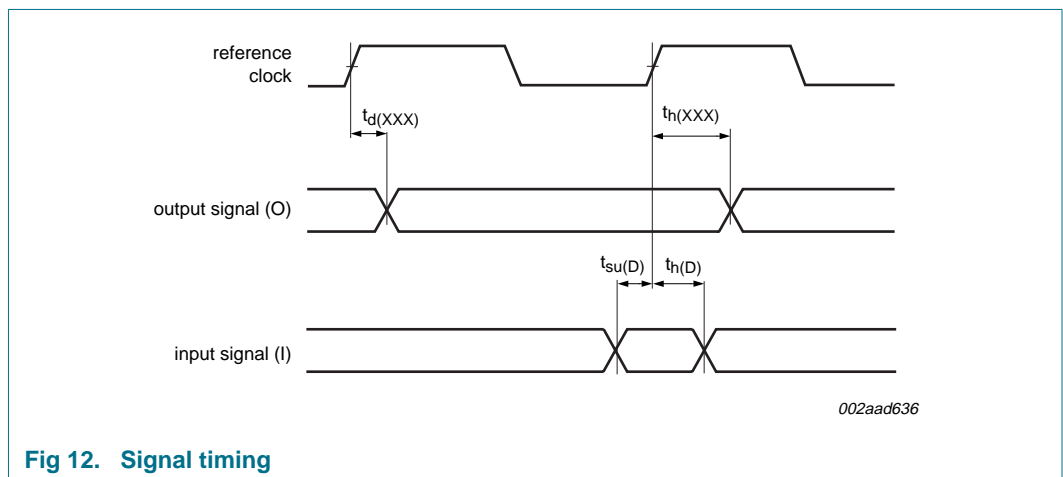 reference
clock
td(XXX)
th(XXX)
output signal (O)
tsu(D)
th(D)
input signal (I)
002aad636
Fig 12. Signal timing